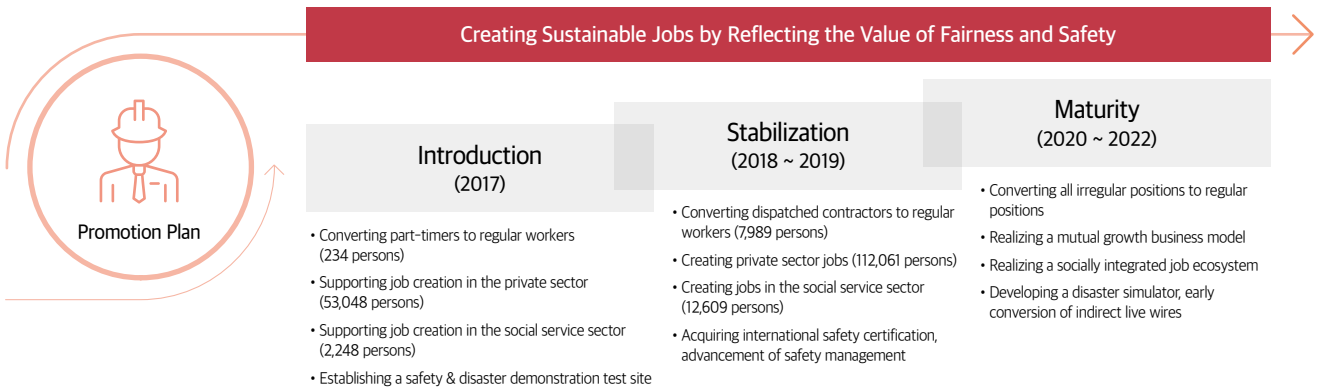 Creating Sustainable Jobs by Reflecting the Value of Fairness and Safety
Promotion Plan
Introduction
(2017)
• Converting part-timers to regular workers
(234 persons)
• Supporting job creation in the private sector
(53,048 persons)
• Supporting job creation in the social service sector
(2,248 persons)
• Establishing a safety & disaster demonstration test site
Stabilization
(2018 ~ 2019)
• Converting dispatched contractors to regular
workers (7,989 persons)
• Creating private sector jobs (112,061 persons)
• Creating jobs in the social service sector
(12,609 persons)
• Acquiring international safety certification,
advancement of safety management
Maturity
(2020 ~ 2022)
• Converting all irregular positions to regular
positions
• Realizing a mutual growth business model
• Realizing a socially integrated job ecosystem
• Developing a disaster simulator, early
conversion of indirect live wires